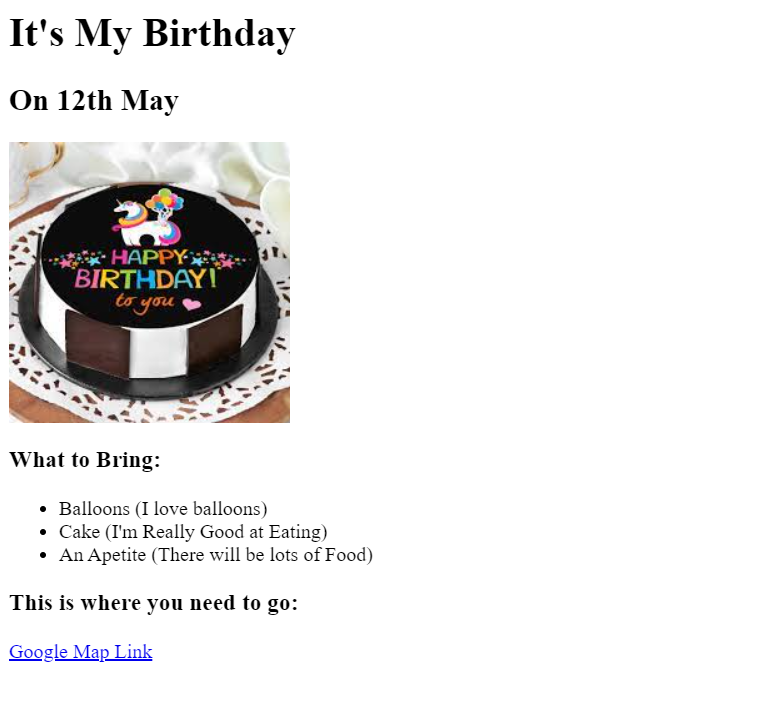 It's My Birthday
On 12th May
HAPPY
BIRTHDAY!
to you
What to Bring:
Balloons (I love balloons)
Cake (I'm Really Good at Eating)
An Apetite (There will be lots of Food)
This is where you need to go:
Google Map Link